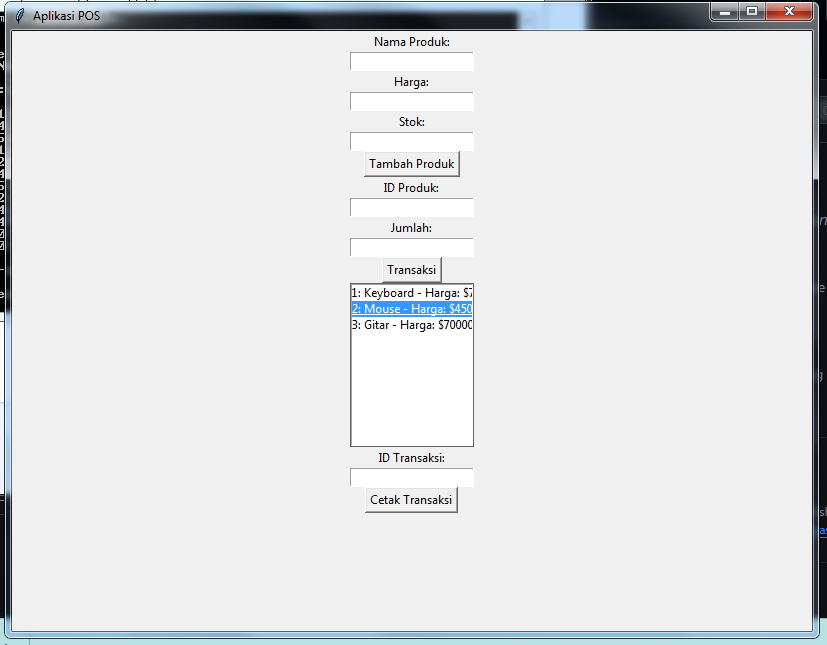 Aplikasi POS
Nama Produk:
Harga:
Stok:
Tambah Produk
ID Produk:
Jumlah:
Transaksi
1: Keyboard - Harga: $7
2: Mouse - Harga: $450
3: Gitar - Harga: $70000
ID Transaksi:
Cetak Transaksi